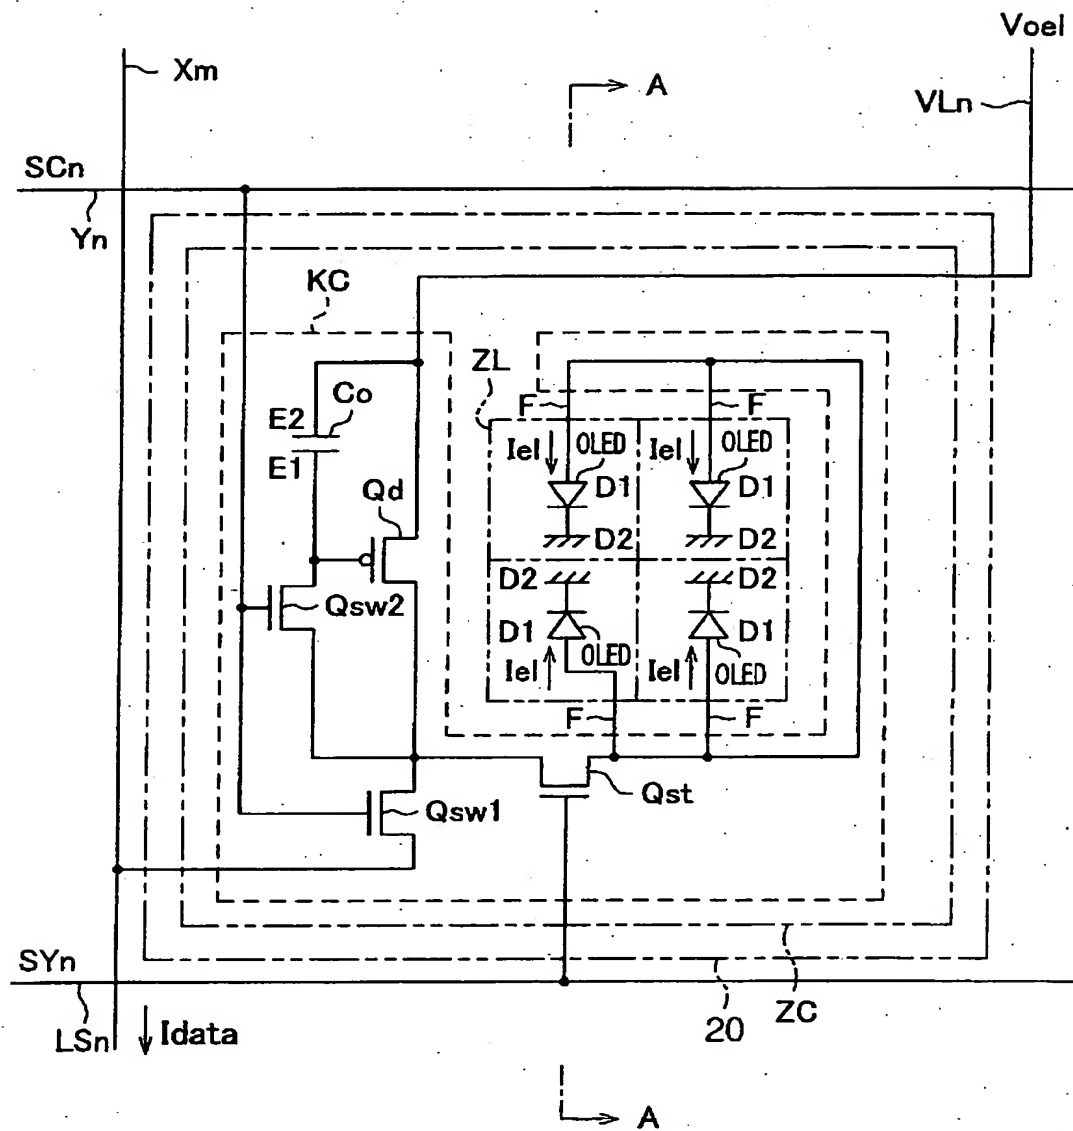 Voel
Xm
A
VLn
SCn
Yn
KC
ZL
Co
E2
E1
F
F
Iel
OLED
Iel
OLED
D1
D1
Qd
D2
D2
D2
D2
Qsw2
D1
D1
OLED
OLED
Iel
Iel
F
F
Qst
Qsw1
SYn
ZC
20
LSn
Idata
A